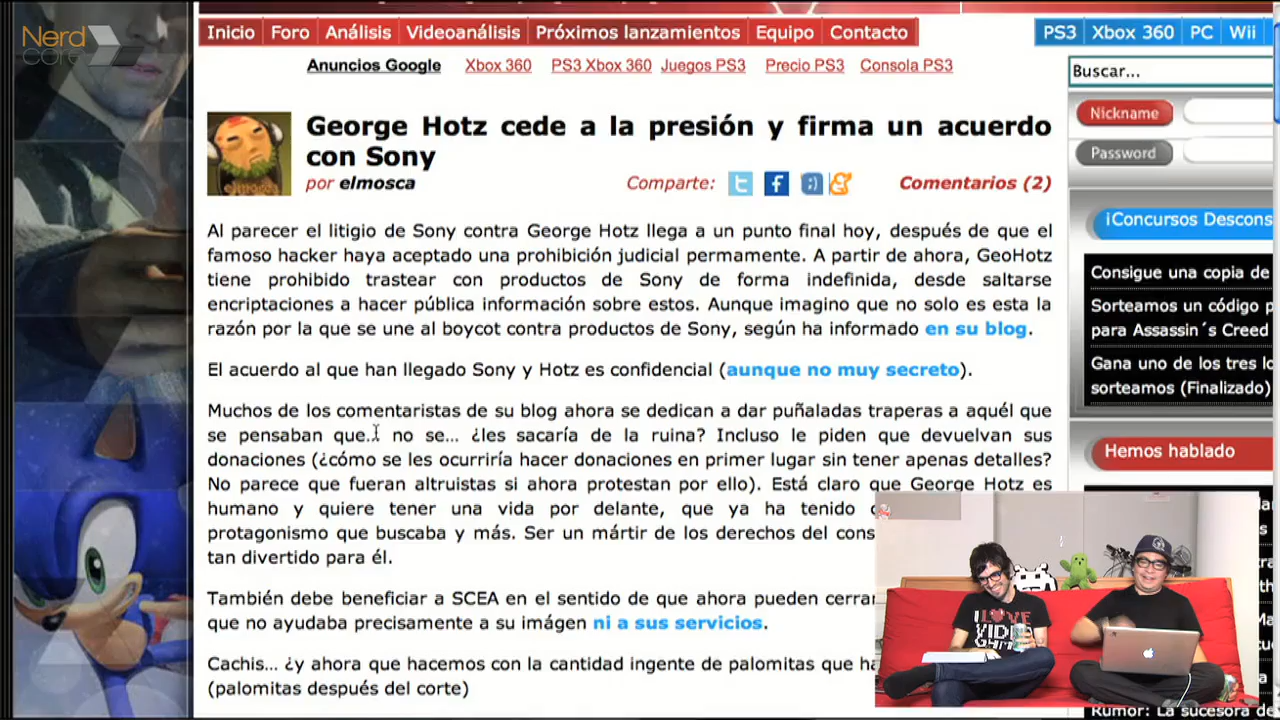 Nerd
Core
Inicio Foro Análisis Videoanálisis Próximos lanzamientos Equipo Contacto
PS3 Xbox 360 PC Wii
Anuncios Google Xbox 360 PS3 Xbox 360 Juegos PS3 Precio PS3 Consola PS3
Buscar...
Nickname
Password
George Hotz cede a la presión y firma un acuerdo
con Sony
por elmosca
Comparte:
Comentarios (2)
elmosca
Al parecer el litigio de Sony contra George Hotz llega a un punto final hoy, después de que el
famoso hacker haya aceptado una prohibición judicial permamente. A partir de ahora, GeoHotz
tiene prohibido trastear con productos de Sony de forma indefinida, desde saltarse
encriptaciones a hacer pública información sobre estos. Aunque imagino que no solo es esta la
razón por la que se une al boycot contra productos de Sony, según ha informado en su blog.
El acuerdo al que han llegado Sony y Hotz es confidencial (aunque no muy secreto).
Muchos de los comentaristas de su blog ahora se dedican a dar puñaladas traperas a aquél que
se pensaban que... no se... ¿les sacaría de la ruina? Incluso le piden que devuelvan sus
donaciones (¿cómo se les ocurriría hacer donaciones en primer lugar sin tener apenas detalles?
No parece que fueran altruistas si ahora protestan por ello). Está claro que George Hotz es
humano y quiere tener una vida por delante, que ya ha tenido
protagonismo que buscaba y más. Ser un mártir de los derechos del cons
tan divertido para él.
También debe beneficiar a SCEA en el sentido de que ahora pueden cerrar
que no ayudaba precisamente a su imágen ni a sus servicios.
Cachis... ¿y ahora que hacemos con la cantidad ingente de palomitas que ha
(palomitas después del corte)
¡Concursos Descons
Consigue una copia de
Sorteamos un código p
para Assassin´s Creed
Gana uno de los tres lo
sorteamos (Finalizado)
Hemos hablado
Rumor: La sucesora de
I LOVE
VIDEO